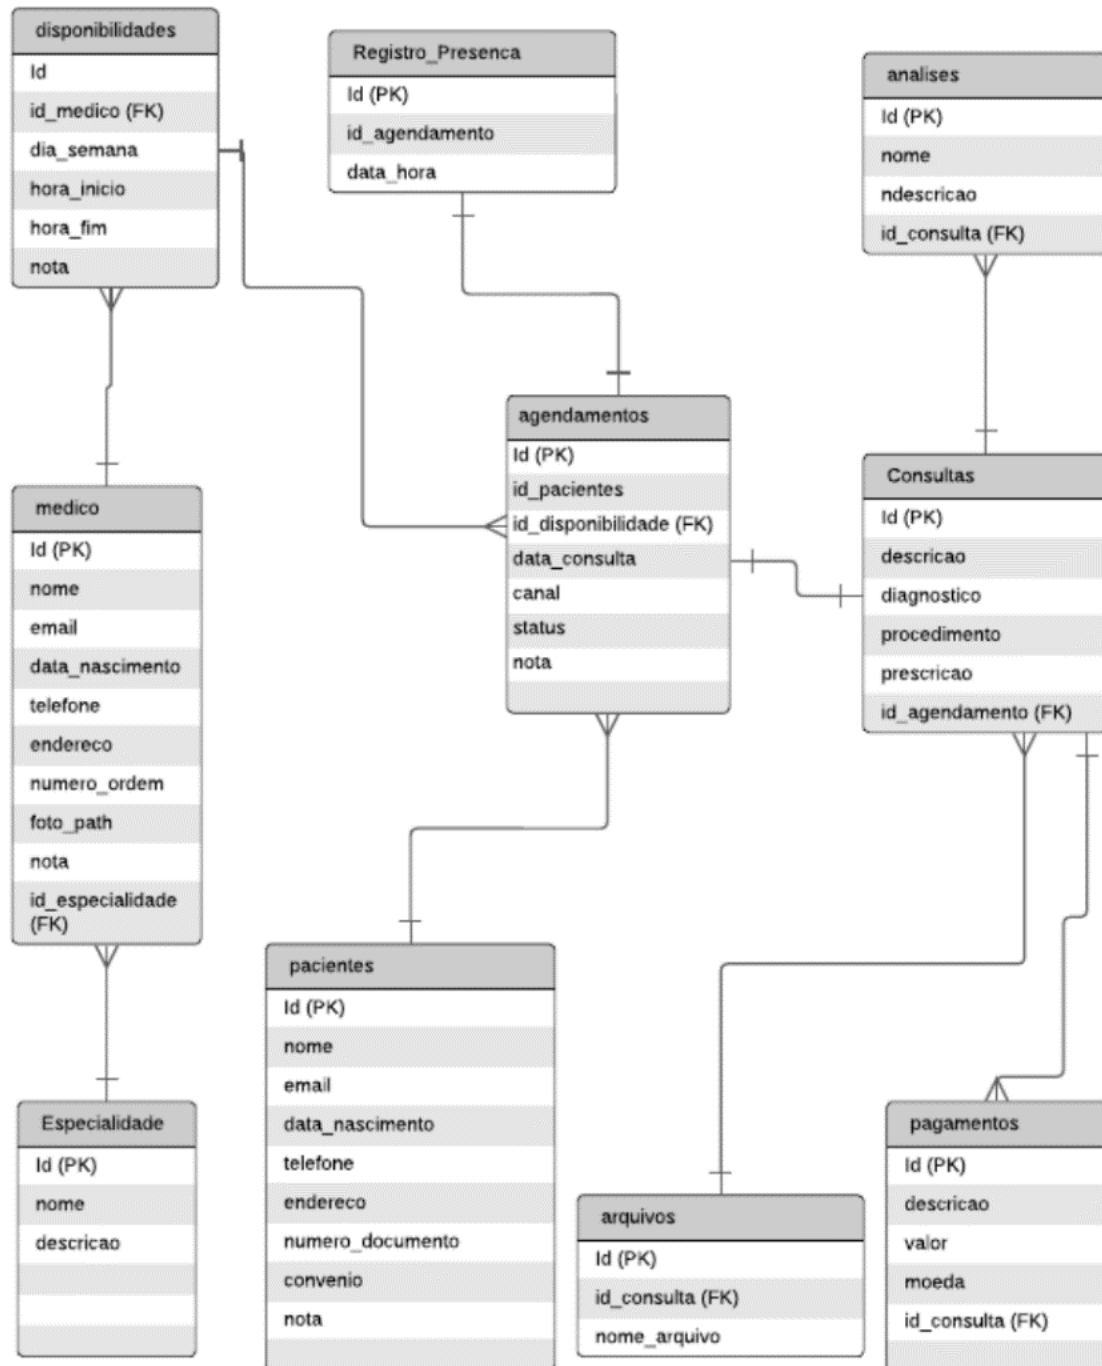 disponibilidades
Id
id_medico (FK)
dia_semana
hora_inicio
hora_fim
nota
Registro_Presenca
Id (PK)
id_agendamento
data_hora
analises
Id (PK)
nome
ndescricao
id_consulta (FK)
agendamentos
Id (PK)
id_pacientes
id_disponibilidade (FK)
data_consulta
canal
status
nota
Consultas
Id (PK)
descricao
diagnostico
procedimento
prescricao
id_agendamento (FK)
medico
Id (PK)
nome
email
data_nascimento
telefone
endereco
numero_ordem
foto_path
nota
id_especialidade
(FK)
pacientes
Id (PK)
nome
email
data_nascimento
telefone
endereco
numero_documento
convenio
nota
Especialidade
Id (PK)
nome
descricao
arquivos
Id (PK)
id_consulta (FK)
nome_arquivo
pagamentos
Id (PK)
descricao
valor
moeda
id_consulta (FK)